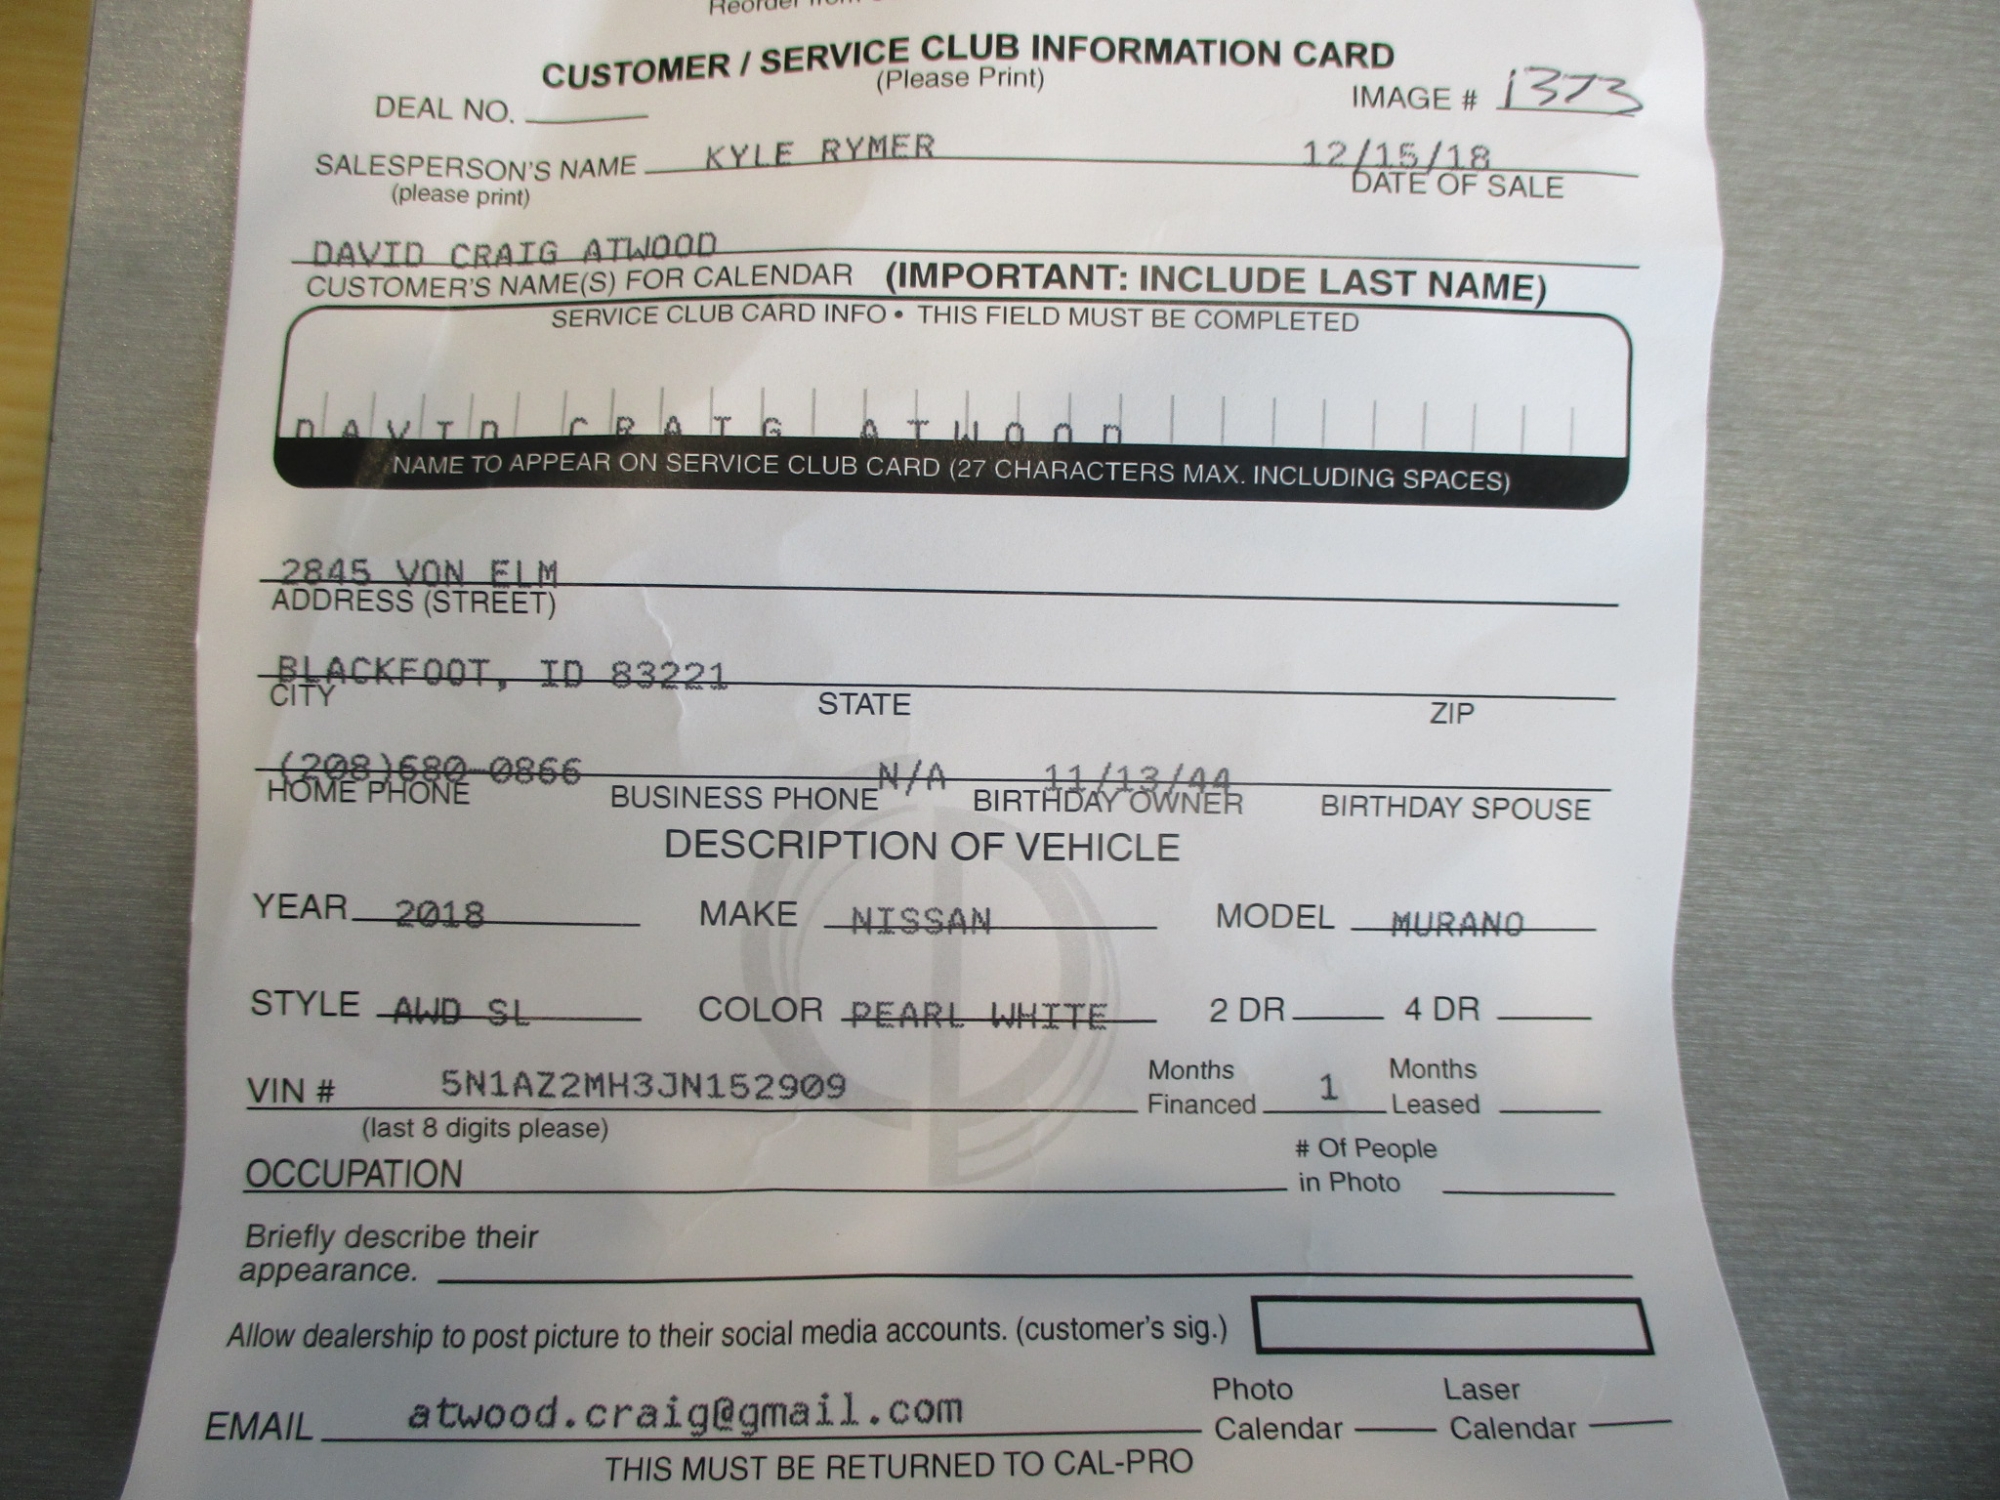 CUSTOMER / SERVICE CLUB INFORMATION CARD
(Please Print)
DEAL NO. IMAGE # 1373
SALESPERSON'S NAME KYLE RYMER 12/15/18
(please print) DATE OF SALE
DAVID CRAIG ATWOOD
CUSTOMER'S NAME(S) FOR CALENDAR (IMPORTANT: INCLUDE LAST NAME)
SERVICE CLUB CARD INFO • THIS FIELD MUST BE COMPLETED
DAVID CRAIG ATWOOD
NAME TO APPEAR ON SERVICE CLUB CARD (27 CHARACTERS MAX. INCLUDING SPACES)
2845 VON ELM
ADDRESS (STREET)
BLACKFOOT, ID 83221
CITY STATE ZIP
(208)680-0866 N/A 11/13/44
HOME PHONE BUSINESS PHONE BIRTHDAY OWNER BIRTHDAY SPOUSE
DESCRIPTION OF VEHICLE
YEAR 2018 MAKE NISSAN MODEL MURANO
STYLE AWD SL COLOR PEARL WHITE 2 DR 4 DR
VIN # 5N1AZ2MH3JN152909 Months Financed 1 Months Leased
(last 8 digits please)
OCCUPATION # Of People in Photo
Briefly describe their
appearance.
Allow dealership to post picture to their social media accounts. (customer's sig.)
EMAIL atwood.craig@gmail.com Photo Calendar Laser Calendar
THIS MUST BE RETURNED TO CAL-PRO